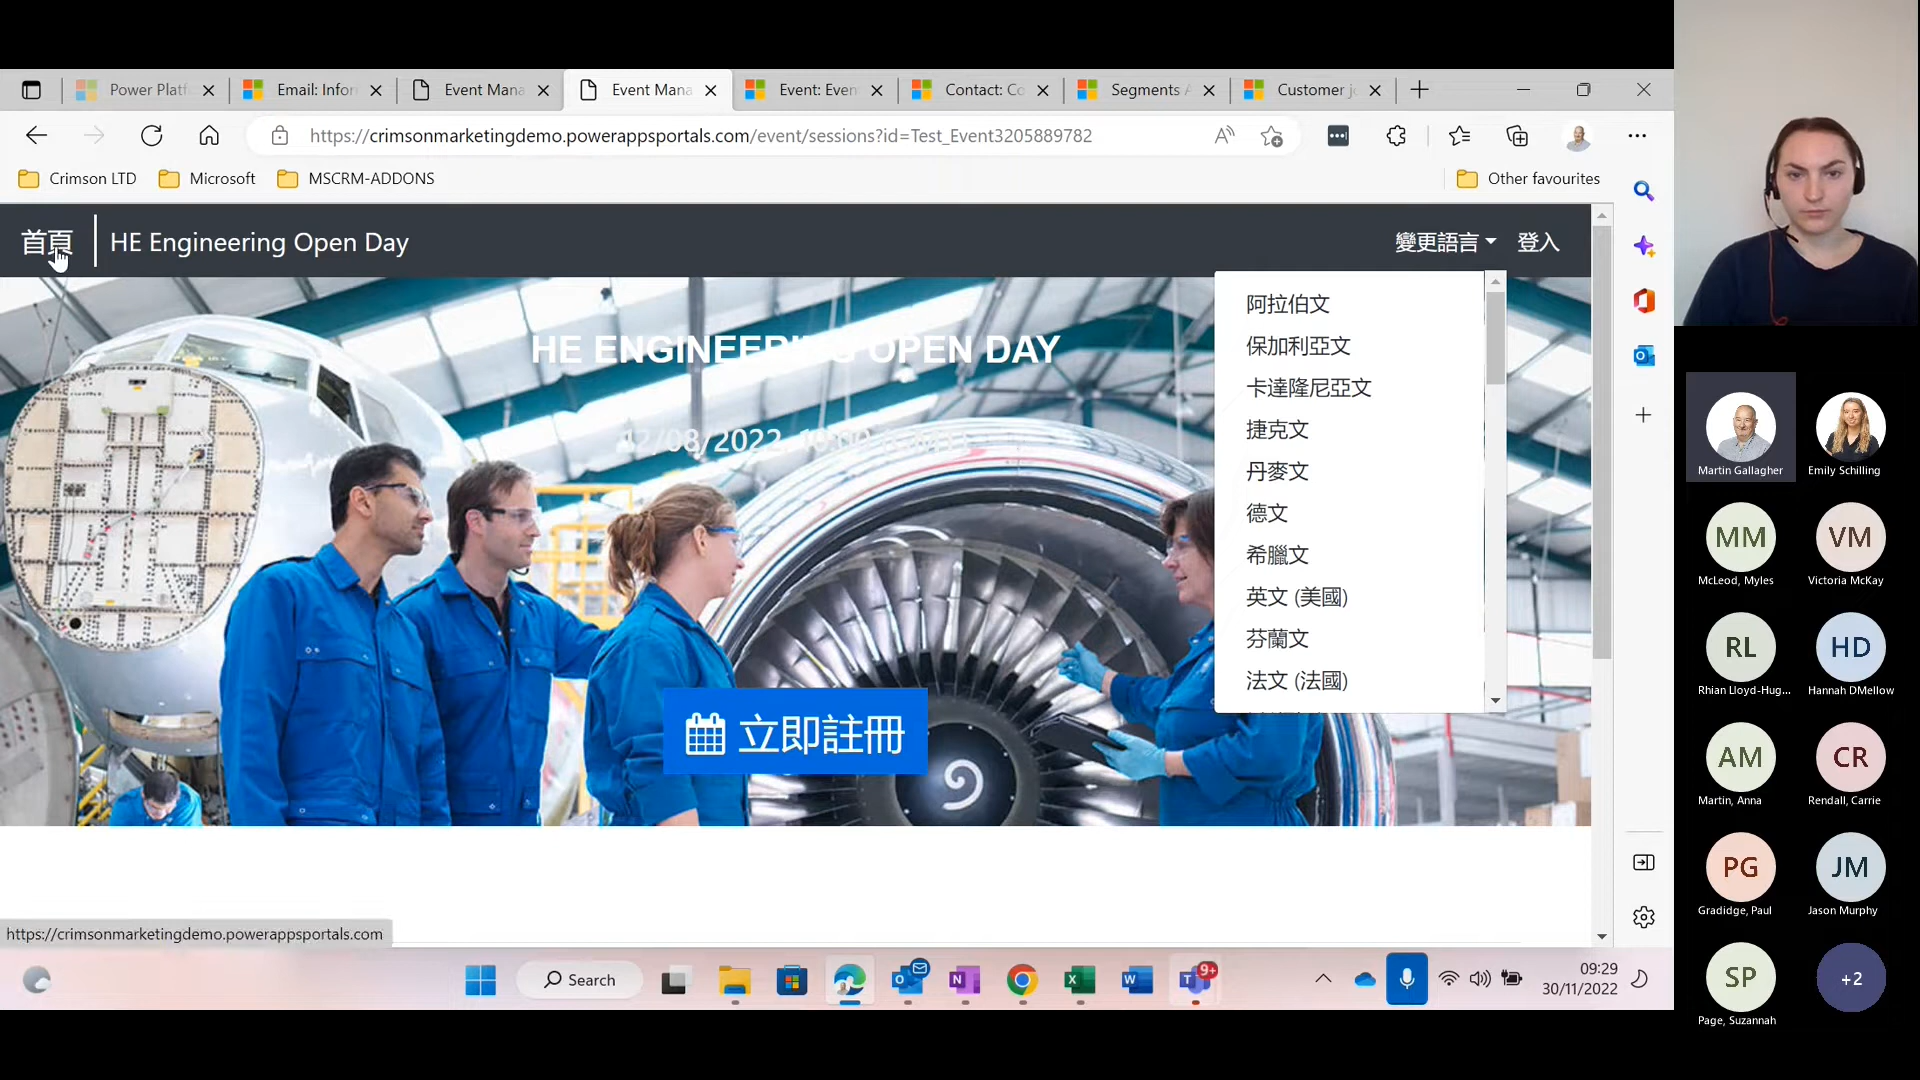 Power Platf
Email: Infor
Event Mana
Event Mana
Event: Even
Contact: Co
Segments A
Customer jo
https://crimsonmarketingdemo.powerappsportals.com/event/sessions?id=Test_Event3205889782
Crimson LTD
Microsoft
MSCRM-ADDONS
Other favourites
首頁
HE Engineering Open Day
變更語言
登入
HE ENGINEERING OPEN DAY
阿拉伯文
保加利亞文
卡達隆尼亞文
捷克文
丹麥文
德文
希臘文
英文 (美國)
芬蘭文
法文 (法國)
立即註冊
https://crimsonmarketingdemo.powerappsportals.com
Search
9+
09:29
30/11/2022
Martin Gallagher
Emily Schilling
MM
McLeod, Myles
VM
Victoria McKay
RL
Rhian Lloyd-Hug...
HD
Hannah DMellow
AM
Martin, Anna
CR
Rendall, Carrie
PG
Gradidge, Paul
JM
Jason Murphy
SP
Page, Suzannah
+2